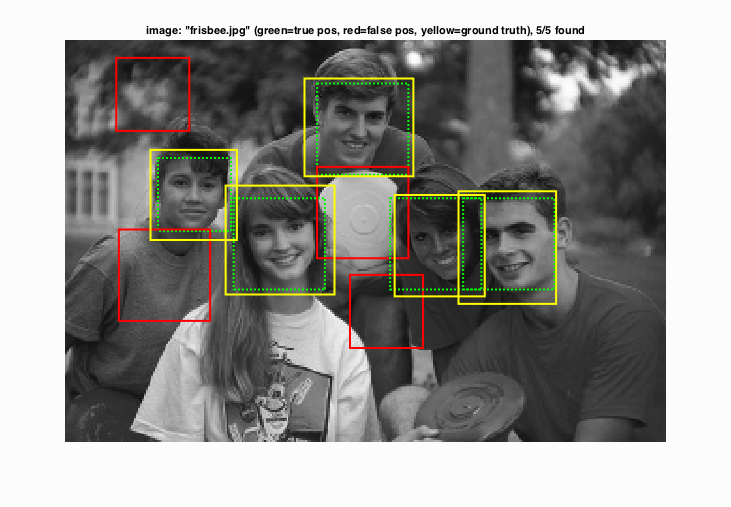 image: "frisbee.jpg" (green=true pos, red=false pos, yellow=ground truth), 5/5 found